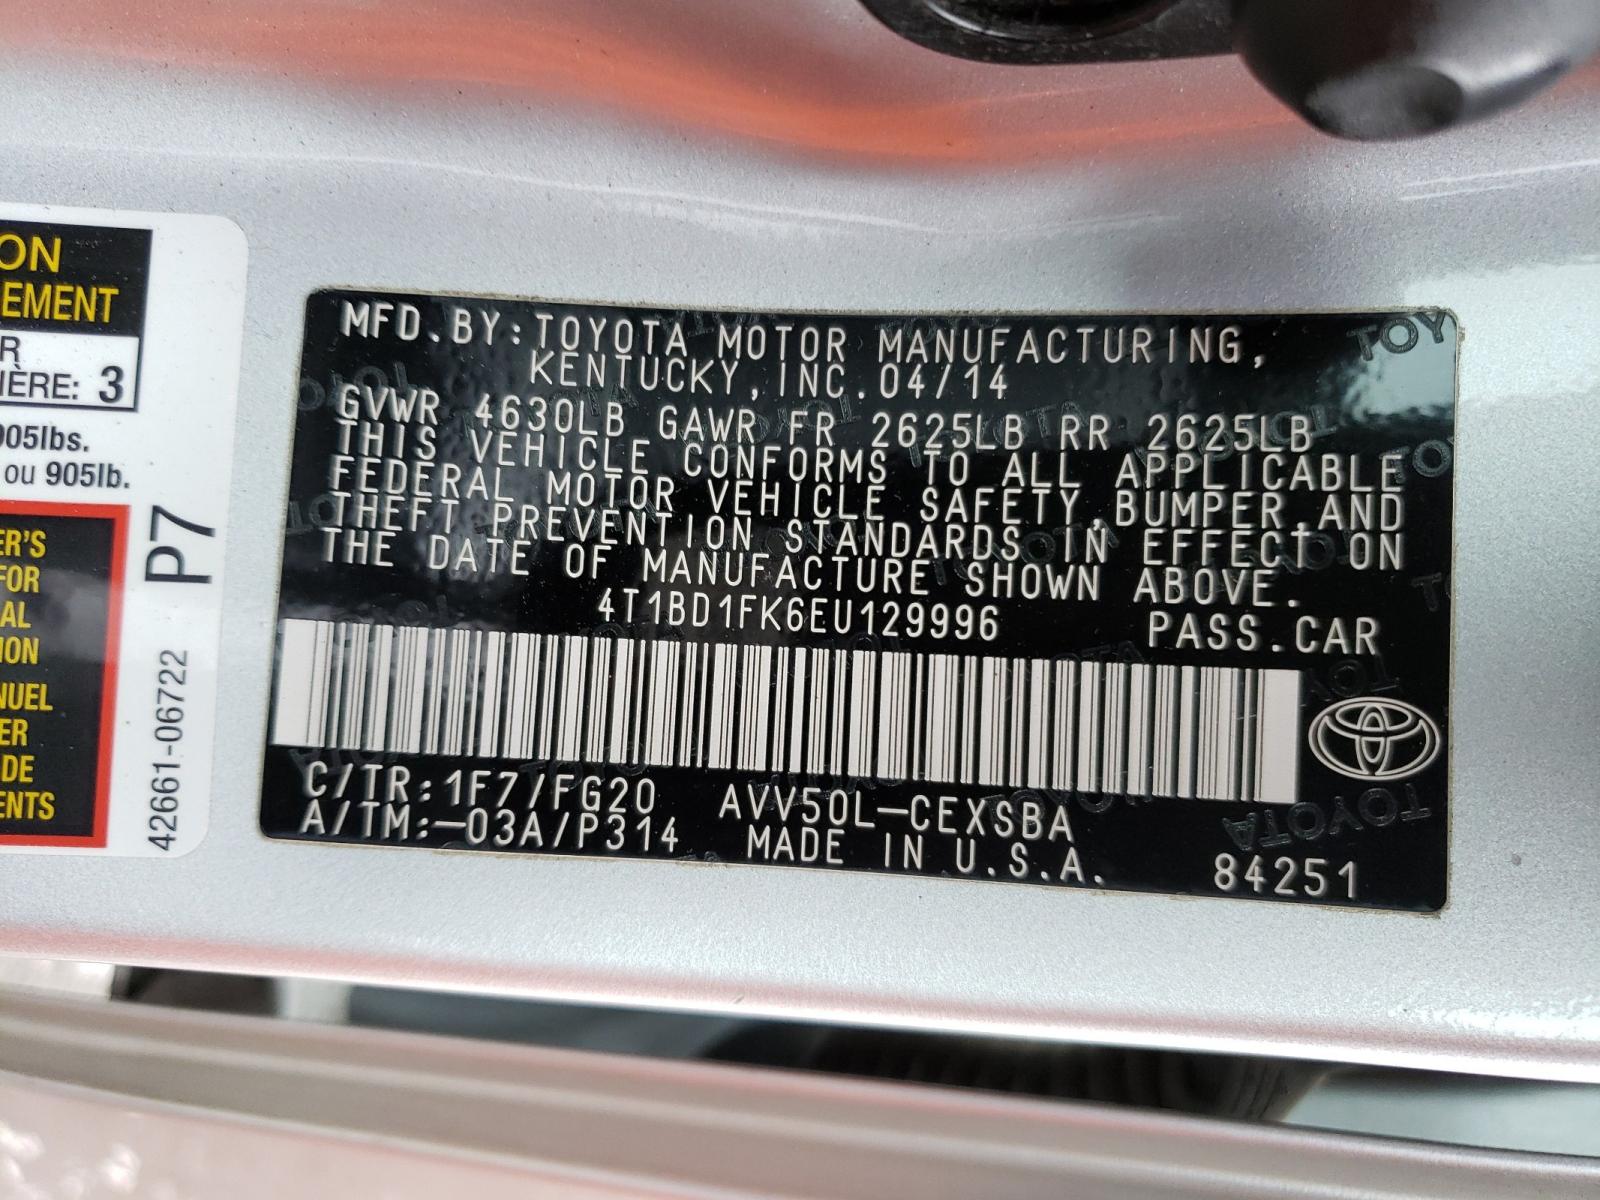 ON
EMENT
R
IÈRE: 3
905lbs.
ou 905lb.
ER'S
FOR
AL
ION
NUEL
ER
DE
ENTS
P7
42661-06722
MFD.BY:TOYOTA MOTOR MANUFACTURING,
KENTUCKY,INC.04/14
GVWR 4630LB GAWR FR 2625LB RR 2625LB
THIS VEHICLE CONFORMS TO ALL APPLICABLE
FEDERAL MOTOR VEHICLE SAFETY,BUMPER,AND
THEFT PREVENTION STANDARDS IN EFFECT ON
THE DATE OF MANUFACTURE SHOWN ABOVE.
4T1BD1FK6EU129996 PASS.CAR
C/TR:1F7/FG20 AVV50L-CEXSBA
A/TM:-03A/P314 MADE IN U.S.A. 84251